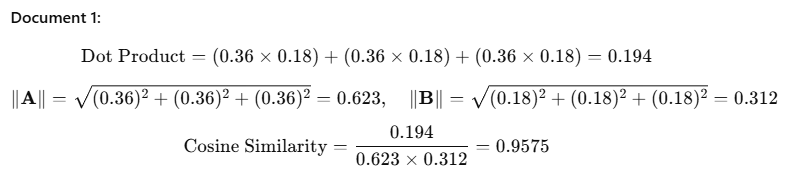 Document 1:
Dot Product = (0.36 × 0.18) + (0.36 × 0.18) + (0.36 × 0.18) = 0.194
‖A‖ = √(0.36)² + (0.36)² + (0.36)² = 0.623, ‖B‖ = √(0.18)² + (0.18)² + (0.18)² = 0.312
Cosine Similarity = 0.194 / 0.623 × 0.312 = 0.9575